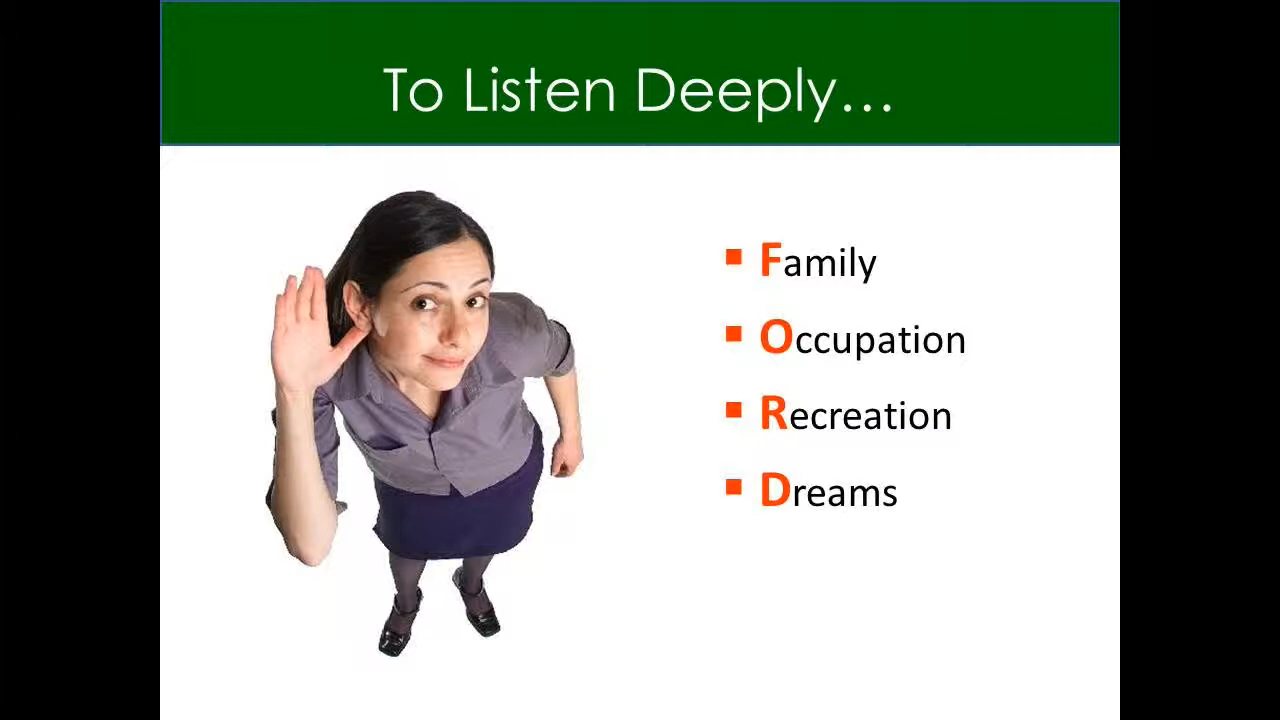 To Listen Deeply...
Family
Occupation
Recreation
Dreams